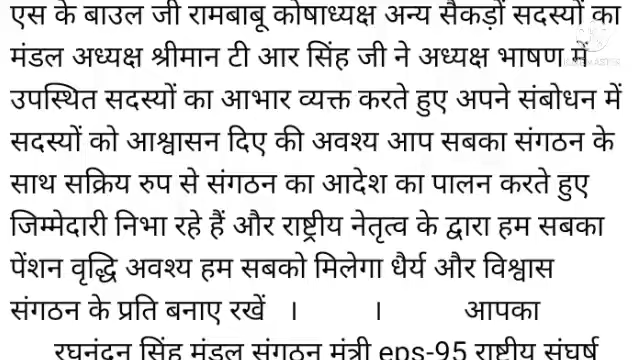 एस के बाउल जी रामबाबू कोषाध्यक्ष अन्य सैकड़ों सदस्यों का
मंडल अध्यक्ष श्रीमान टी आर सिंह जी ने अध्यक्ष भाषण में
उपस्थित सदस्यों का आभार व्यक्त करते हुए अपने संबोधन में
सदस्यों को आश्वासन दिए की अवश्य आप सबका संगठन के
साथ सक्रिय रुप से संगठन का आदेश का पालन करते हुए
जिम्मेदारी निभा रहे हैं और राष्ट्रीय नेतृत्व के द्वारा हम सबका
पेंशन वृद्धि अवश्य हम सबको मिलेगा धैर्य और विश्वास
संगठन के प्रति बनाए रखें । । आपका
रघुनंदन सिंह मंडल संगठन मंत्री eps-95 राष्ट्रीय संघर्ष